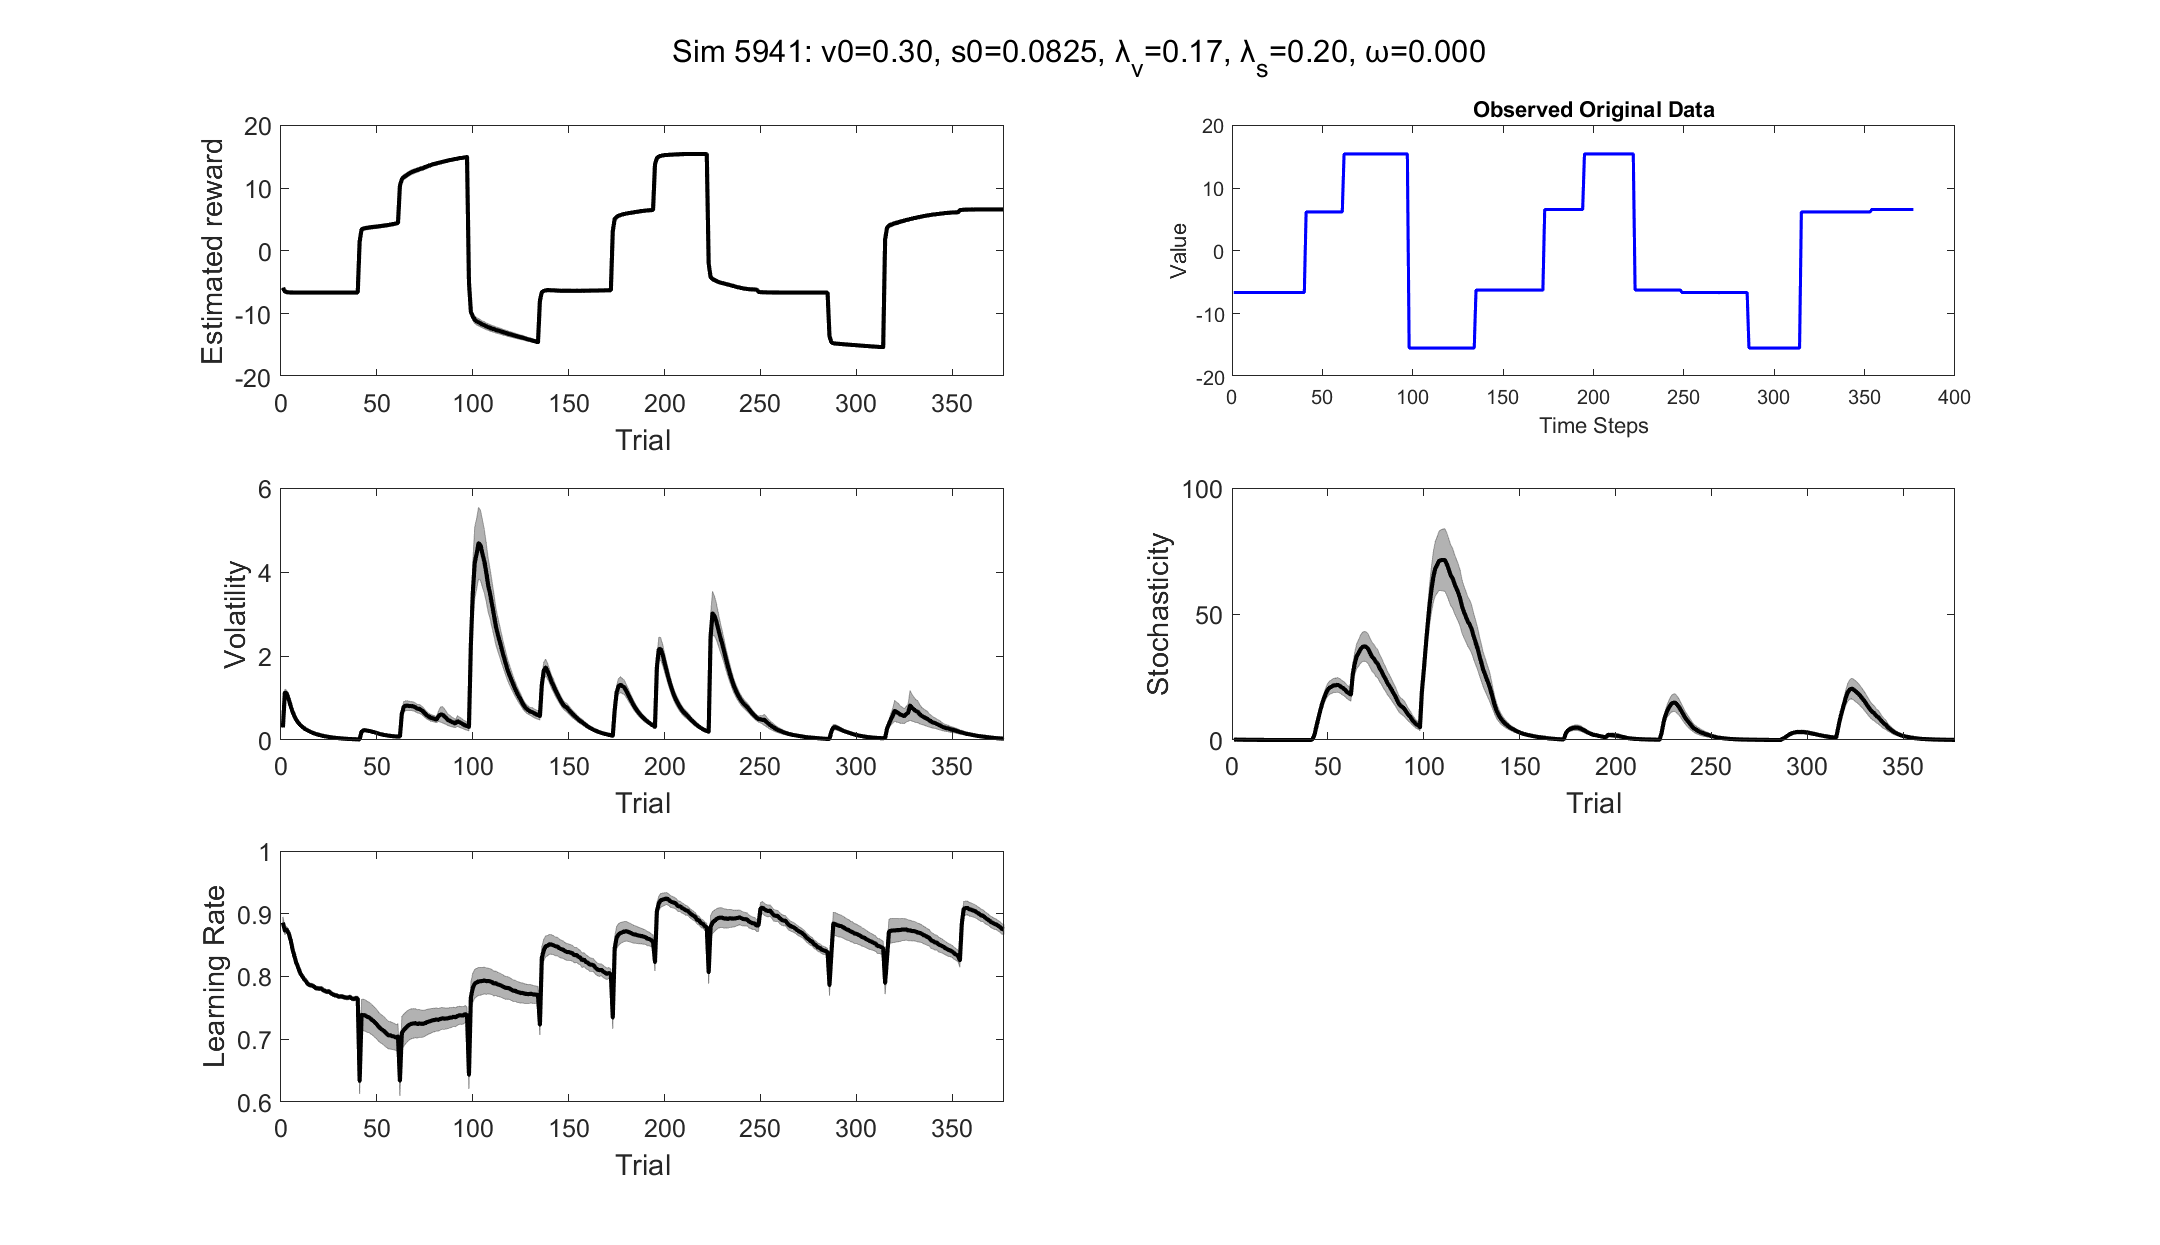 Sim 5941: v0=0.30, s0=0.0825, λv=0.17, λs=0.20, ω=0.000
Estimated reward
20
10
0
-10
-20
0 50 100 150 200 250 300 350
Trial
Observed Original Data
Value
20
10
0
-10
-20
0 50 100 150 200 250 300 350 400
Time Steps
Volatility
6
4
2
0
0 50 100 150 200 250 300 350
Trial
Stochasticity
100
50
0
0 50 100 150 200 250 300 350
Trial
Learning Rate
1
0.9
0.8
0.7
0.6
0 50 100 150 200 250 300 350
Trial